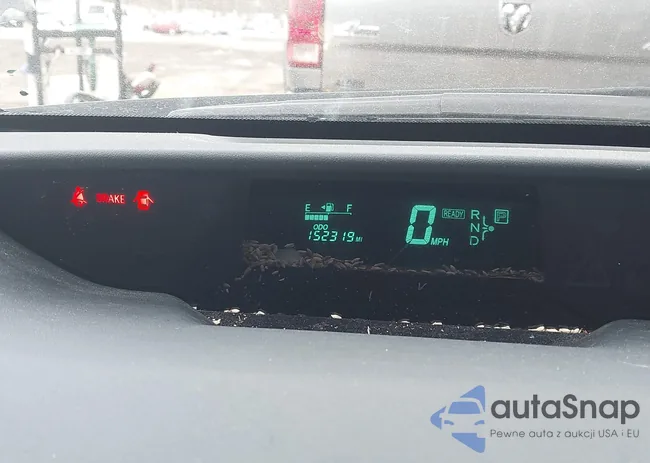 BRAKE
E F
ODO
152319 MI
0 MPH
READY
R
N
D
P
autaSnap
Pewne auta z aukcji USA i EU